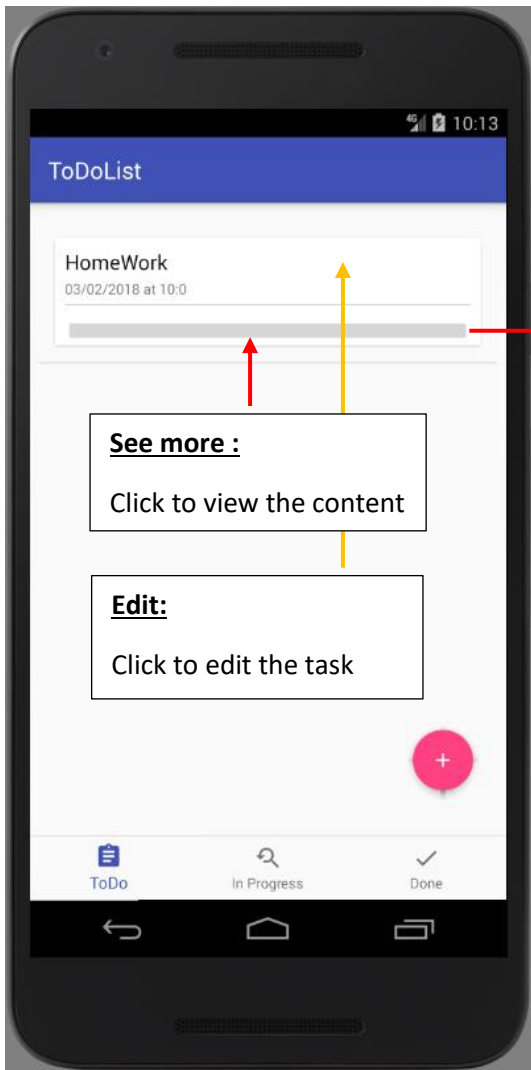 4G 10:13
ToDoList
HomeWork
03/02/2018 at 10:0
See more :
Click to view the content
Edit:
Click to edit the task
+
ToDo In Progress Done